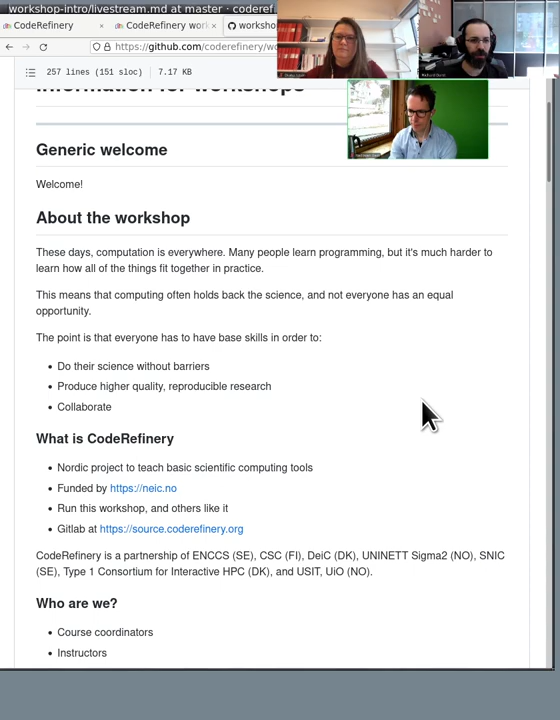 workshop-intro/livestream.md at master · coderef
CodeRefinery
CodeRefinery work
worksho
https://github.com/coderefinery/wo
257 lines (151 sloc) 7.17 KB
Information for workshops
Generic welcome
Welcome!
About the workshop
These days, computation is everywhere. Many people learn programming, but it's much harder to
learn how all of the things fit together in practice.
This means that computing often holds back the science, and not everyone has an equal
opportunity.
The point is that everyone has to have base skills in order to:
Do their science without barriers
Produce higher quality, reproducible research
Collaborate
What is CodeRefinery
Nordic project to teach basic scientific computing tools
Funded by https://neic.no
Run this workshop, and others like it
Gitlab at https://source.coderefinery.org
CodeRefinery is a partnership of ENCCS (SE), CSC (FI), DeiC (DK), UNINETT Sigma2 (NO), SNIC
(SE), Type 1 Consortium for Interactive HPC (DK), and USIT, UiO (NO).
Who are we?
Course coordinators
Instructors